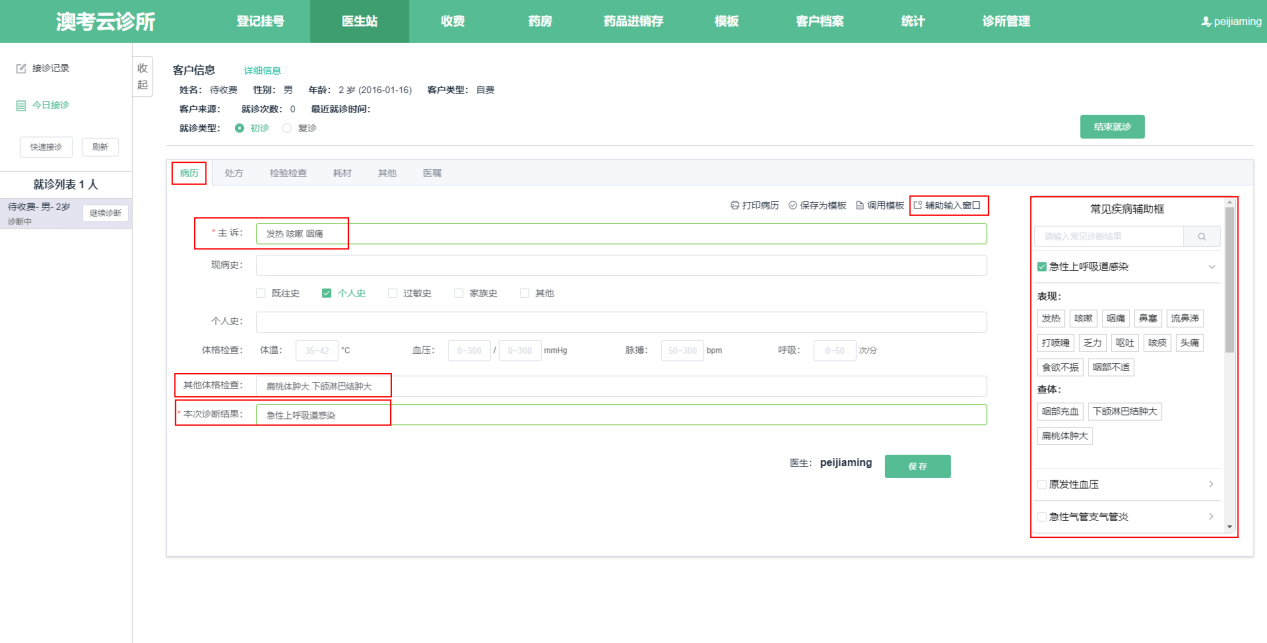 澳考云诊所 登记挂号 医生站 收费 药房 药品进销存 模板 客户档案 统计 诊所管理 peijiaming
接诊记录
今日接诊
快速接诊 刷新
就诊列表 1 人
待收费- 男- 2岁
诊断中
继续诊断
收起
客户信息 详细信息
姓名: 待收费 性别: 男 年龄: 2 岁 (2016-01-16) 客户类型: 自费
客户来源: 就诊次数: 0 最近就诊时间:
就诊类型: 初诊 复诊
结束就诊
病历 处方 检验检查 耗材 其他 医嘱
打印病历 保存为模板 调用模板 辅助输入窗口
* 主 诉: 发热 咳嗽 咽痛
现病史:
既往史 个人史 过敏史 家族史 其他
个人史:
体格检查: 体温: 35~42 °C 血压: 0~300 / 0~300 mmHg 脉搏: 50~300 bpm 呼吸: 0~50 次/分
其他体格检查: 扁桃体肿大 下颌淋巴结肿大
* 本次诊断结果: 急性上呼吸道感染
医生: peijiaming 保存
常见疾病辅助框
请输入常见诊断结果
急性上呼吸道感染
表现:
发热 咳嗽 咽痛 鼻塞 流鼻涕
打喷嚏 乏力 呕吐 咳痰 头痛
食欲不振 咽部不适
查体:
咽部充血 下颌淋巴结肿大
扁桃体肿大
原发性血压
急性气管支气管炎